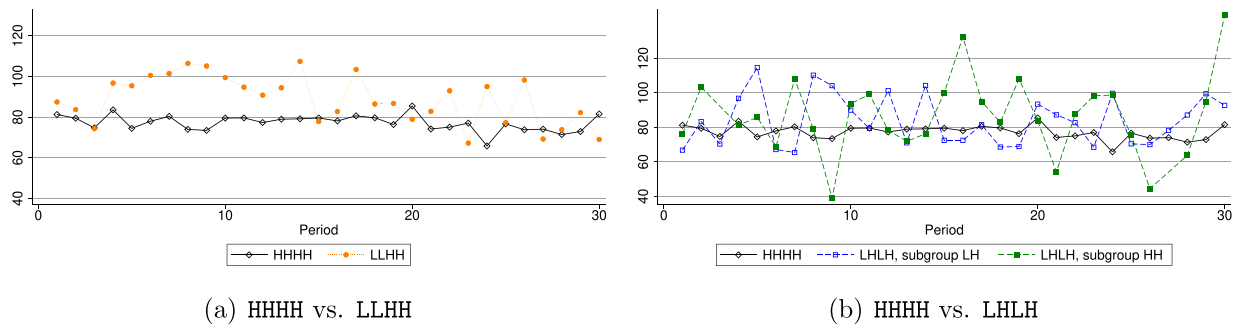 120
100
80
60
40
0 10 20 30
Period
HHHH LLHH
(a) HHHH vs. LLHH
120
100
80
60
40
0 10 20 30
Period
HHHH LHLH, subgroup LH LHLH, subgroup HH
(b) HHHH vs. LHLH